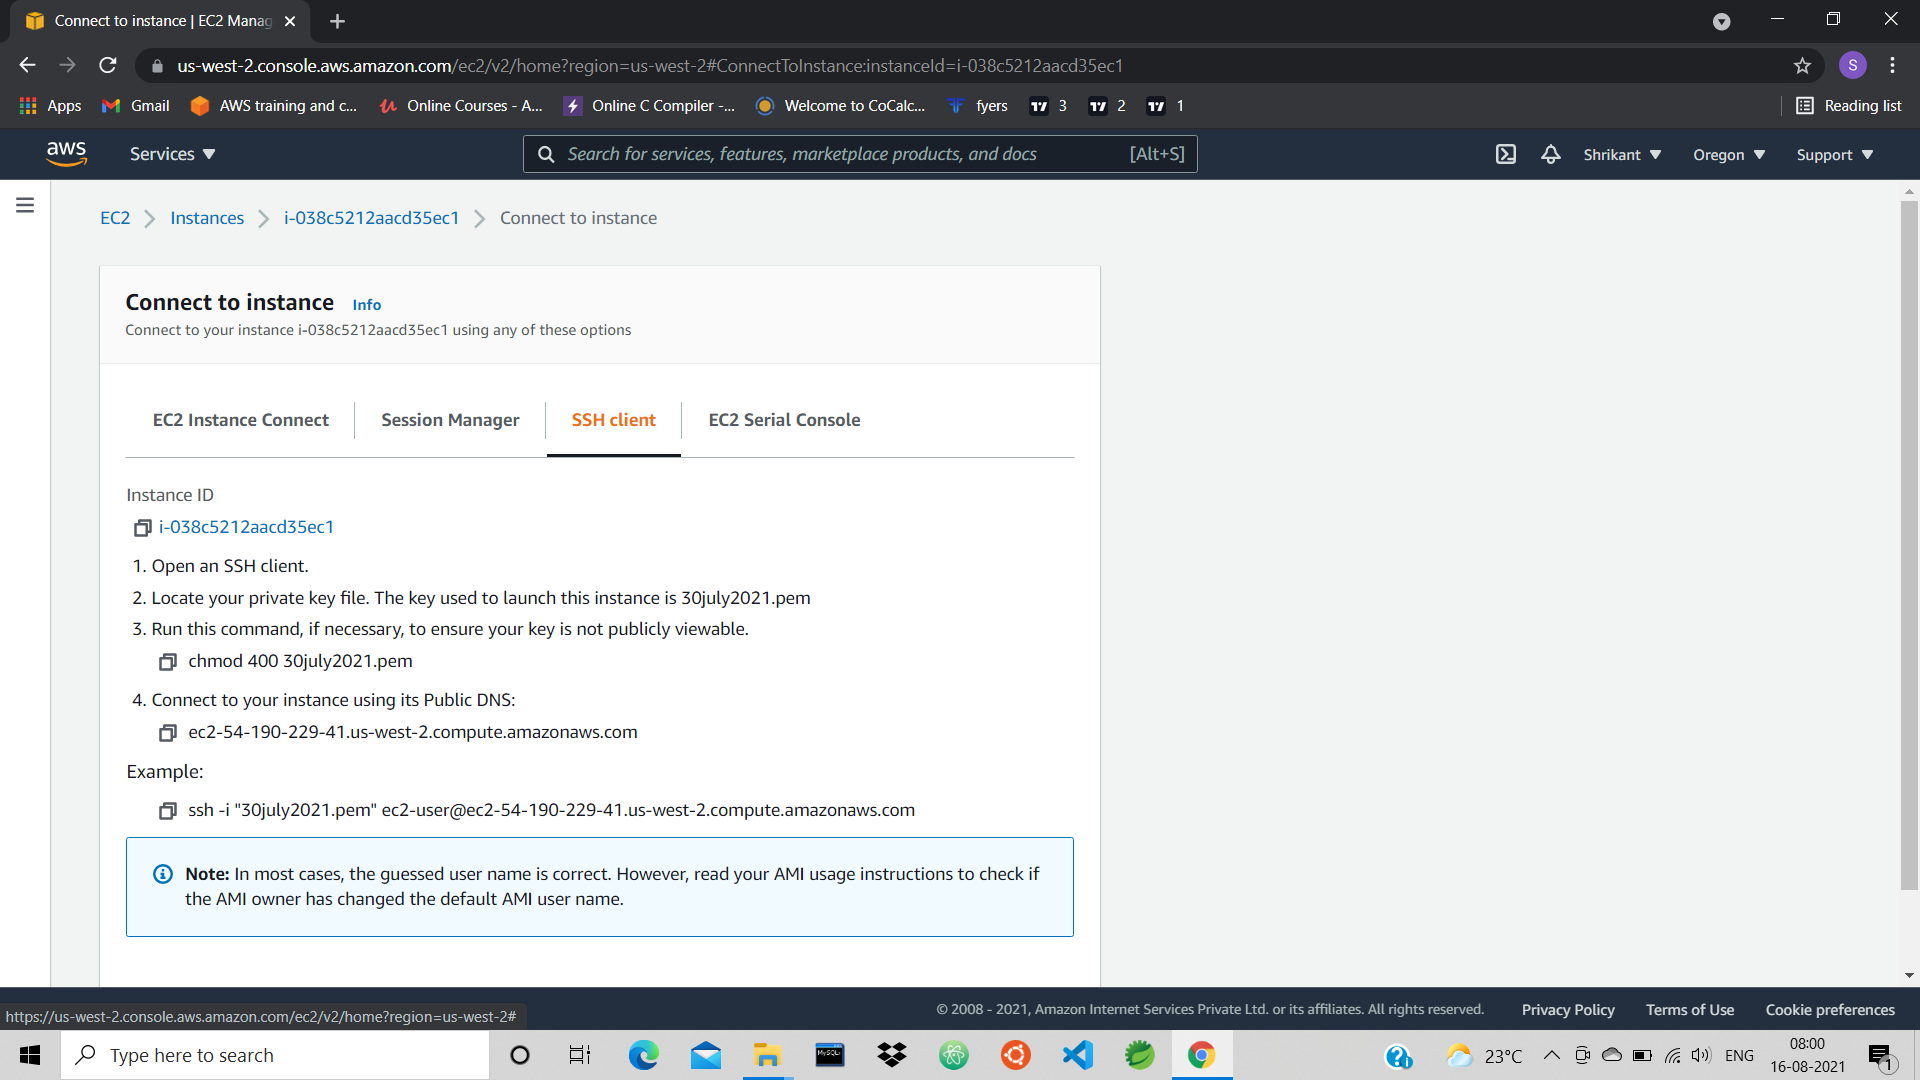 Connect to instance | EC2 Manag
us-west-2.console.aws.amazon.com/ec2/v2/home?region=us-west-2#ConnectToInstance:instanceId=i-038c5212aacd35ec1
S
Apps
Gmail
AWS training and c...
Online Courses - A...
Online C Compiler -...
Welcome to CoCalc...
fyers
3
2
1
Reading list
aws
Services
Search for services, features, marketplace products, and docs
[Alt+S]
Shrikant
Oregon
Support
EC2
Instances
i-038c5212aacd35ec1
Connect to instance
Connect to instance
Info
Connect to your instance i-038c5212aacd35ec1 using any of these options
EC2 Instance Connect
Session Manager
SSH client
EC2 Serial Console
Instance ID
i-038c5212aacd35ec1
1. Open an SSH client.
2. Locate your private key file. The key used to launch this instance is 30july2021.pem
3. Run this command, if necessary, to ensure your key is not publicly viewable.
chmod 400 30july2021.pem
4. Connect to your instance using its Public DNS:
ec2-54-190-229-41.us-west-2.compute.amazonaws.com
Example:
ssh -i "30july2021.pem" ec2-user@ec2-54-190-229-41.us-west-2.compute.amazonaws.com
Note: In most cases, the guessed user name is correct. However, read your AMI usage instructions to check if
the AMI owner has changed the default AMI user name.
© 2008 - 2021, Amazon Internet Services Private Ltd. or its affiliates. All rights reserved.
Privacy Policy
Terms of Use
Cookie preferences
https://us-west-2.console.aws.amazon.com/ec2/v2/home?region=us-west-2#
Type here to search
23°C
ENG
08:00
16-08-2021
1